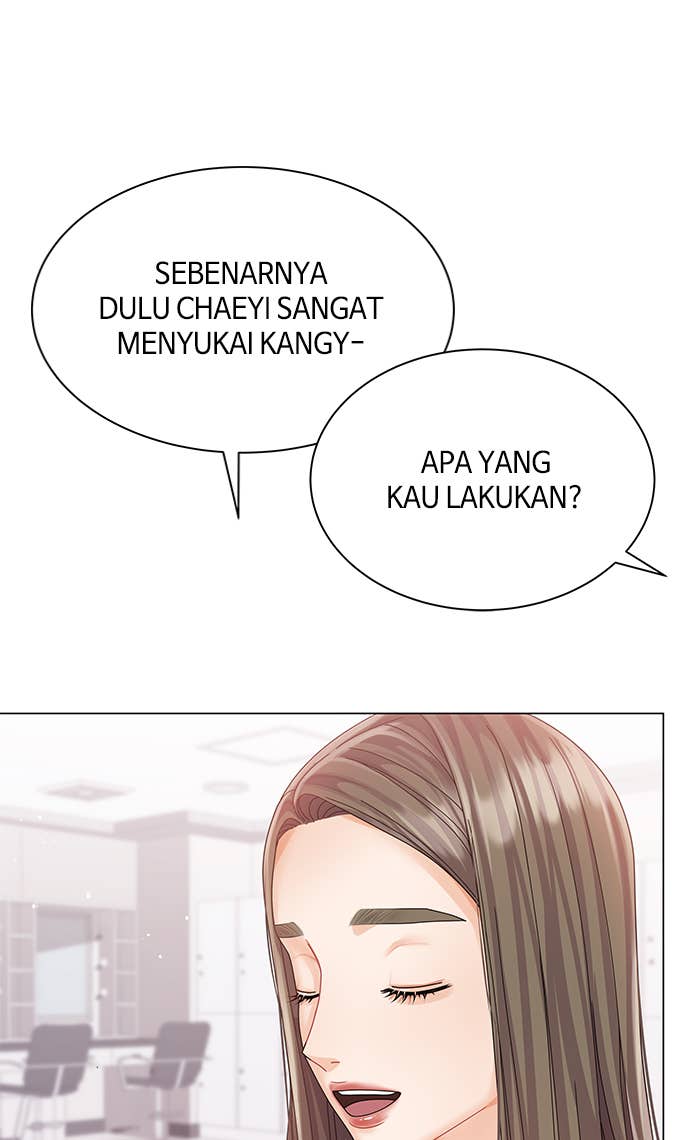 SEBENARNYA
DULU CHAEYI SANGAT
MENYUKAI KANGY-
APA YANG
KAU LAKUKAN?